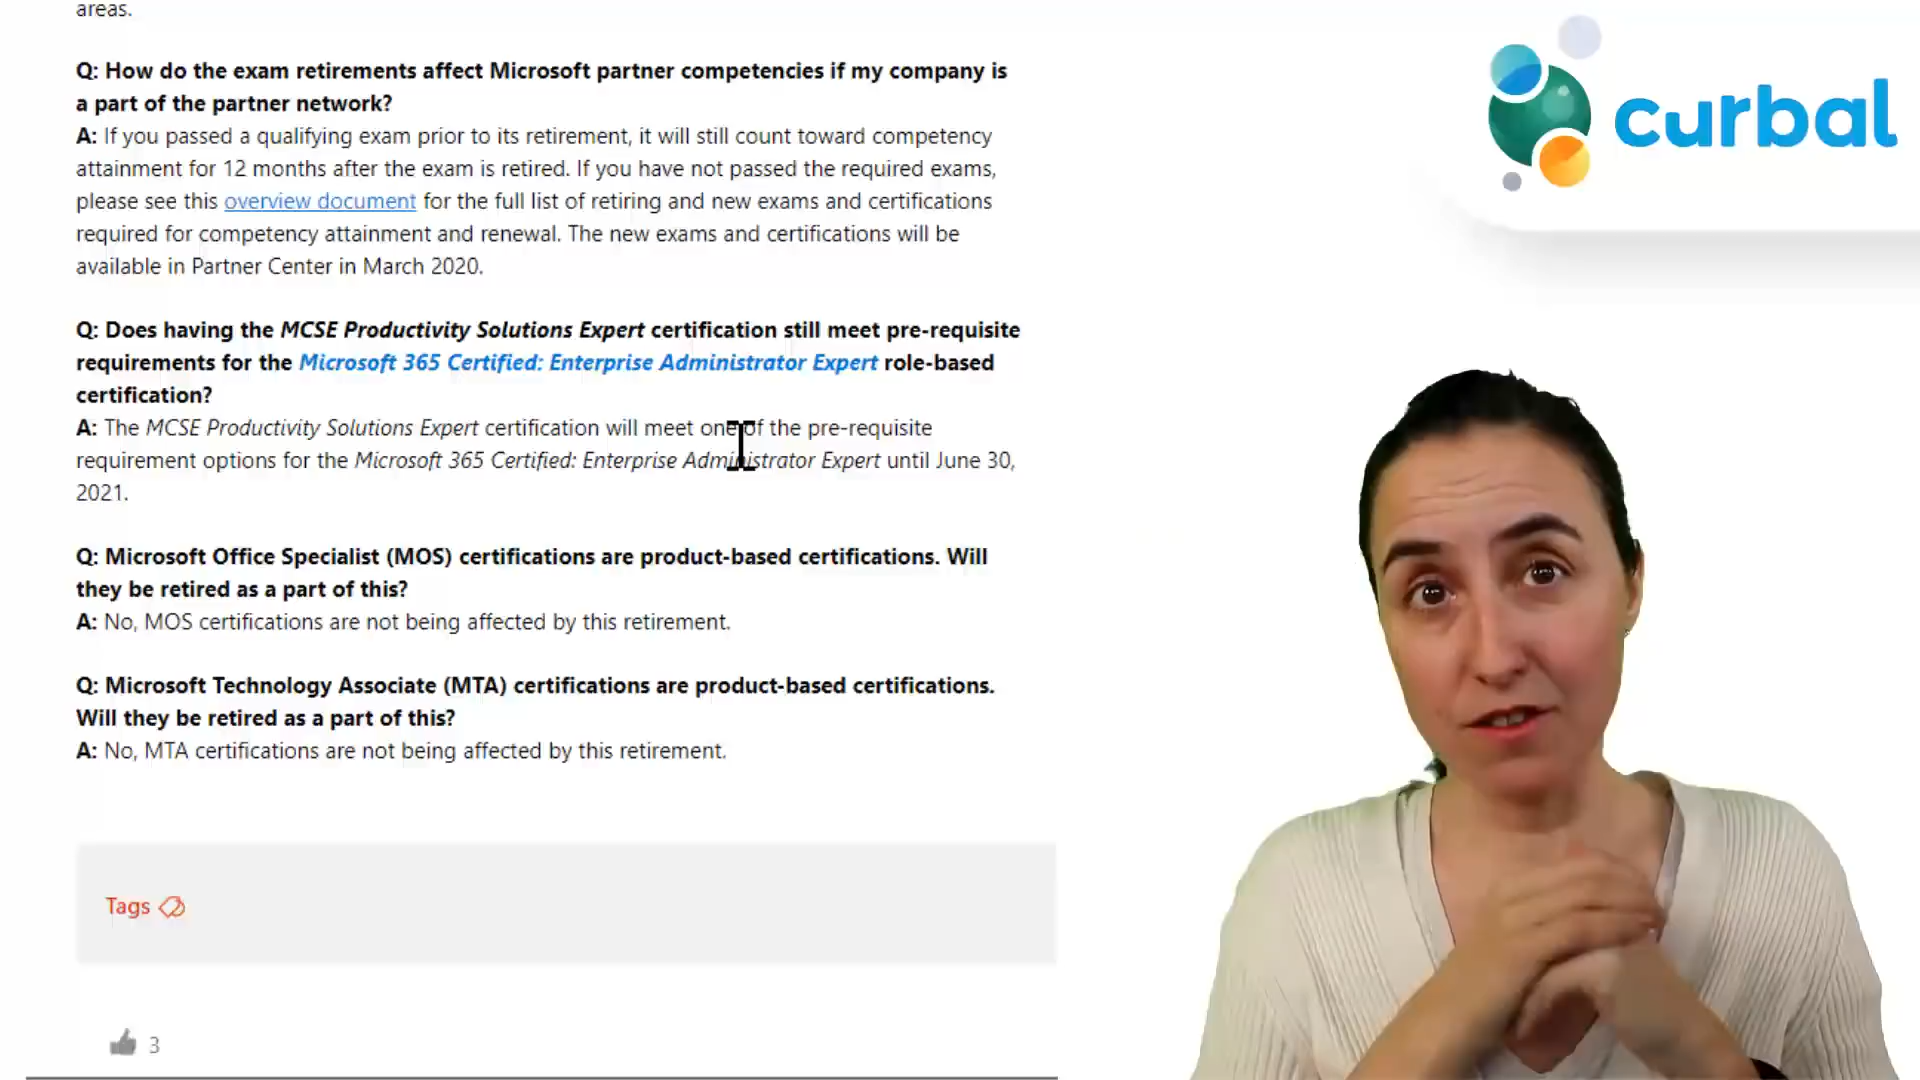 areas.
Q: How do the exam retirements affect Microsoft partner competencies if my company is
a part of the partner network?
A: If you passed a qualifying exam prior to its retirement, it will still count toward competency
attainment for 12 months after the exam is retired. If you have not passed the required exams,
please see this overview document for the full list of retiring and new exams and certifications
required for competency attainment and renewal. The new exams and certifications will be
available in Partner Center in March 2020.
Q: Does having the MCSE Productivity Solutions Expert certification still meet pre-requisite
requirements for the Microsoft 365 Certified: Enterprise Administrator Expert role-based
certification?
A: The MCSE Productivity Solutions Expert certification will meet one of the pre-requisite
requirement options for the Microsoft 365 Certified: Enterprise Administrator Expert until June 30,
2021.
Q: Microsoft Office Specialist (MOS) certifications are product-based certifications. Will
they be retired as a part of this?
A: No, MOS certifications are not being affected by this retirement.
Q: Microsoft Technology Associate (MTA) certifications are product-based certifications.
Will they be retired as a part of this?
A: No, MTA certifications are not being affected by this retirement.
Tags
3
curbal